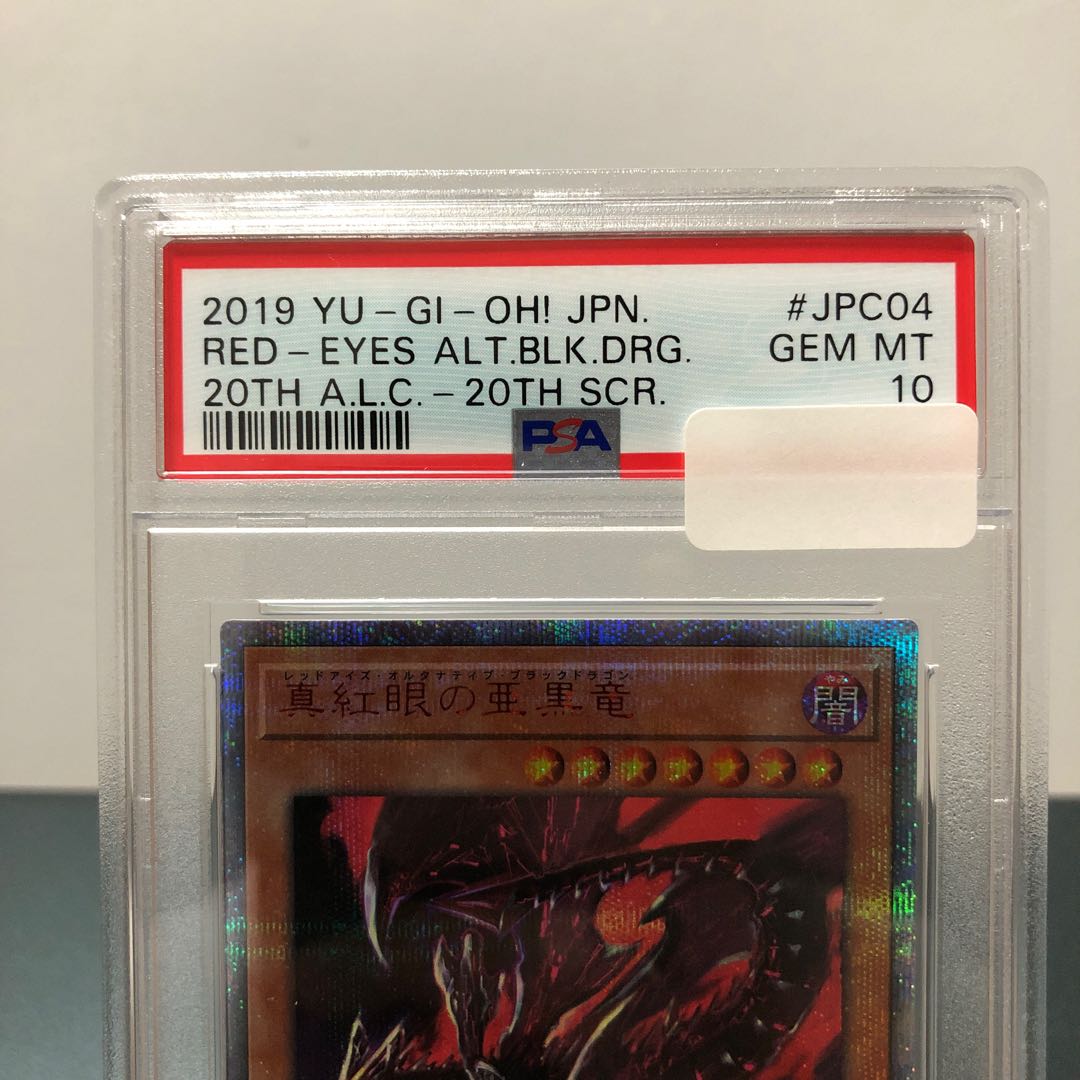 2019 YU-GI-OH! JPN. #JPC04
RED-EYES ALT.BLK.DRG. GEM MT
20TH A.L.C.-20TH SCR. 10
PSA
レッドアイズ・オルタナティブ・ブラックドラゴン
真紅眼の亜黒竜
やみ
闇